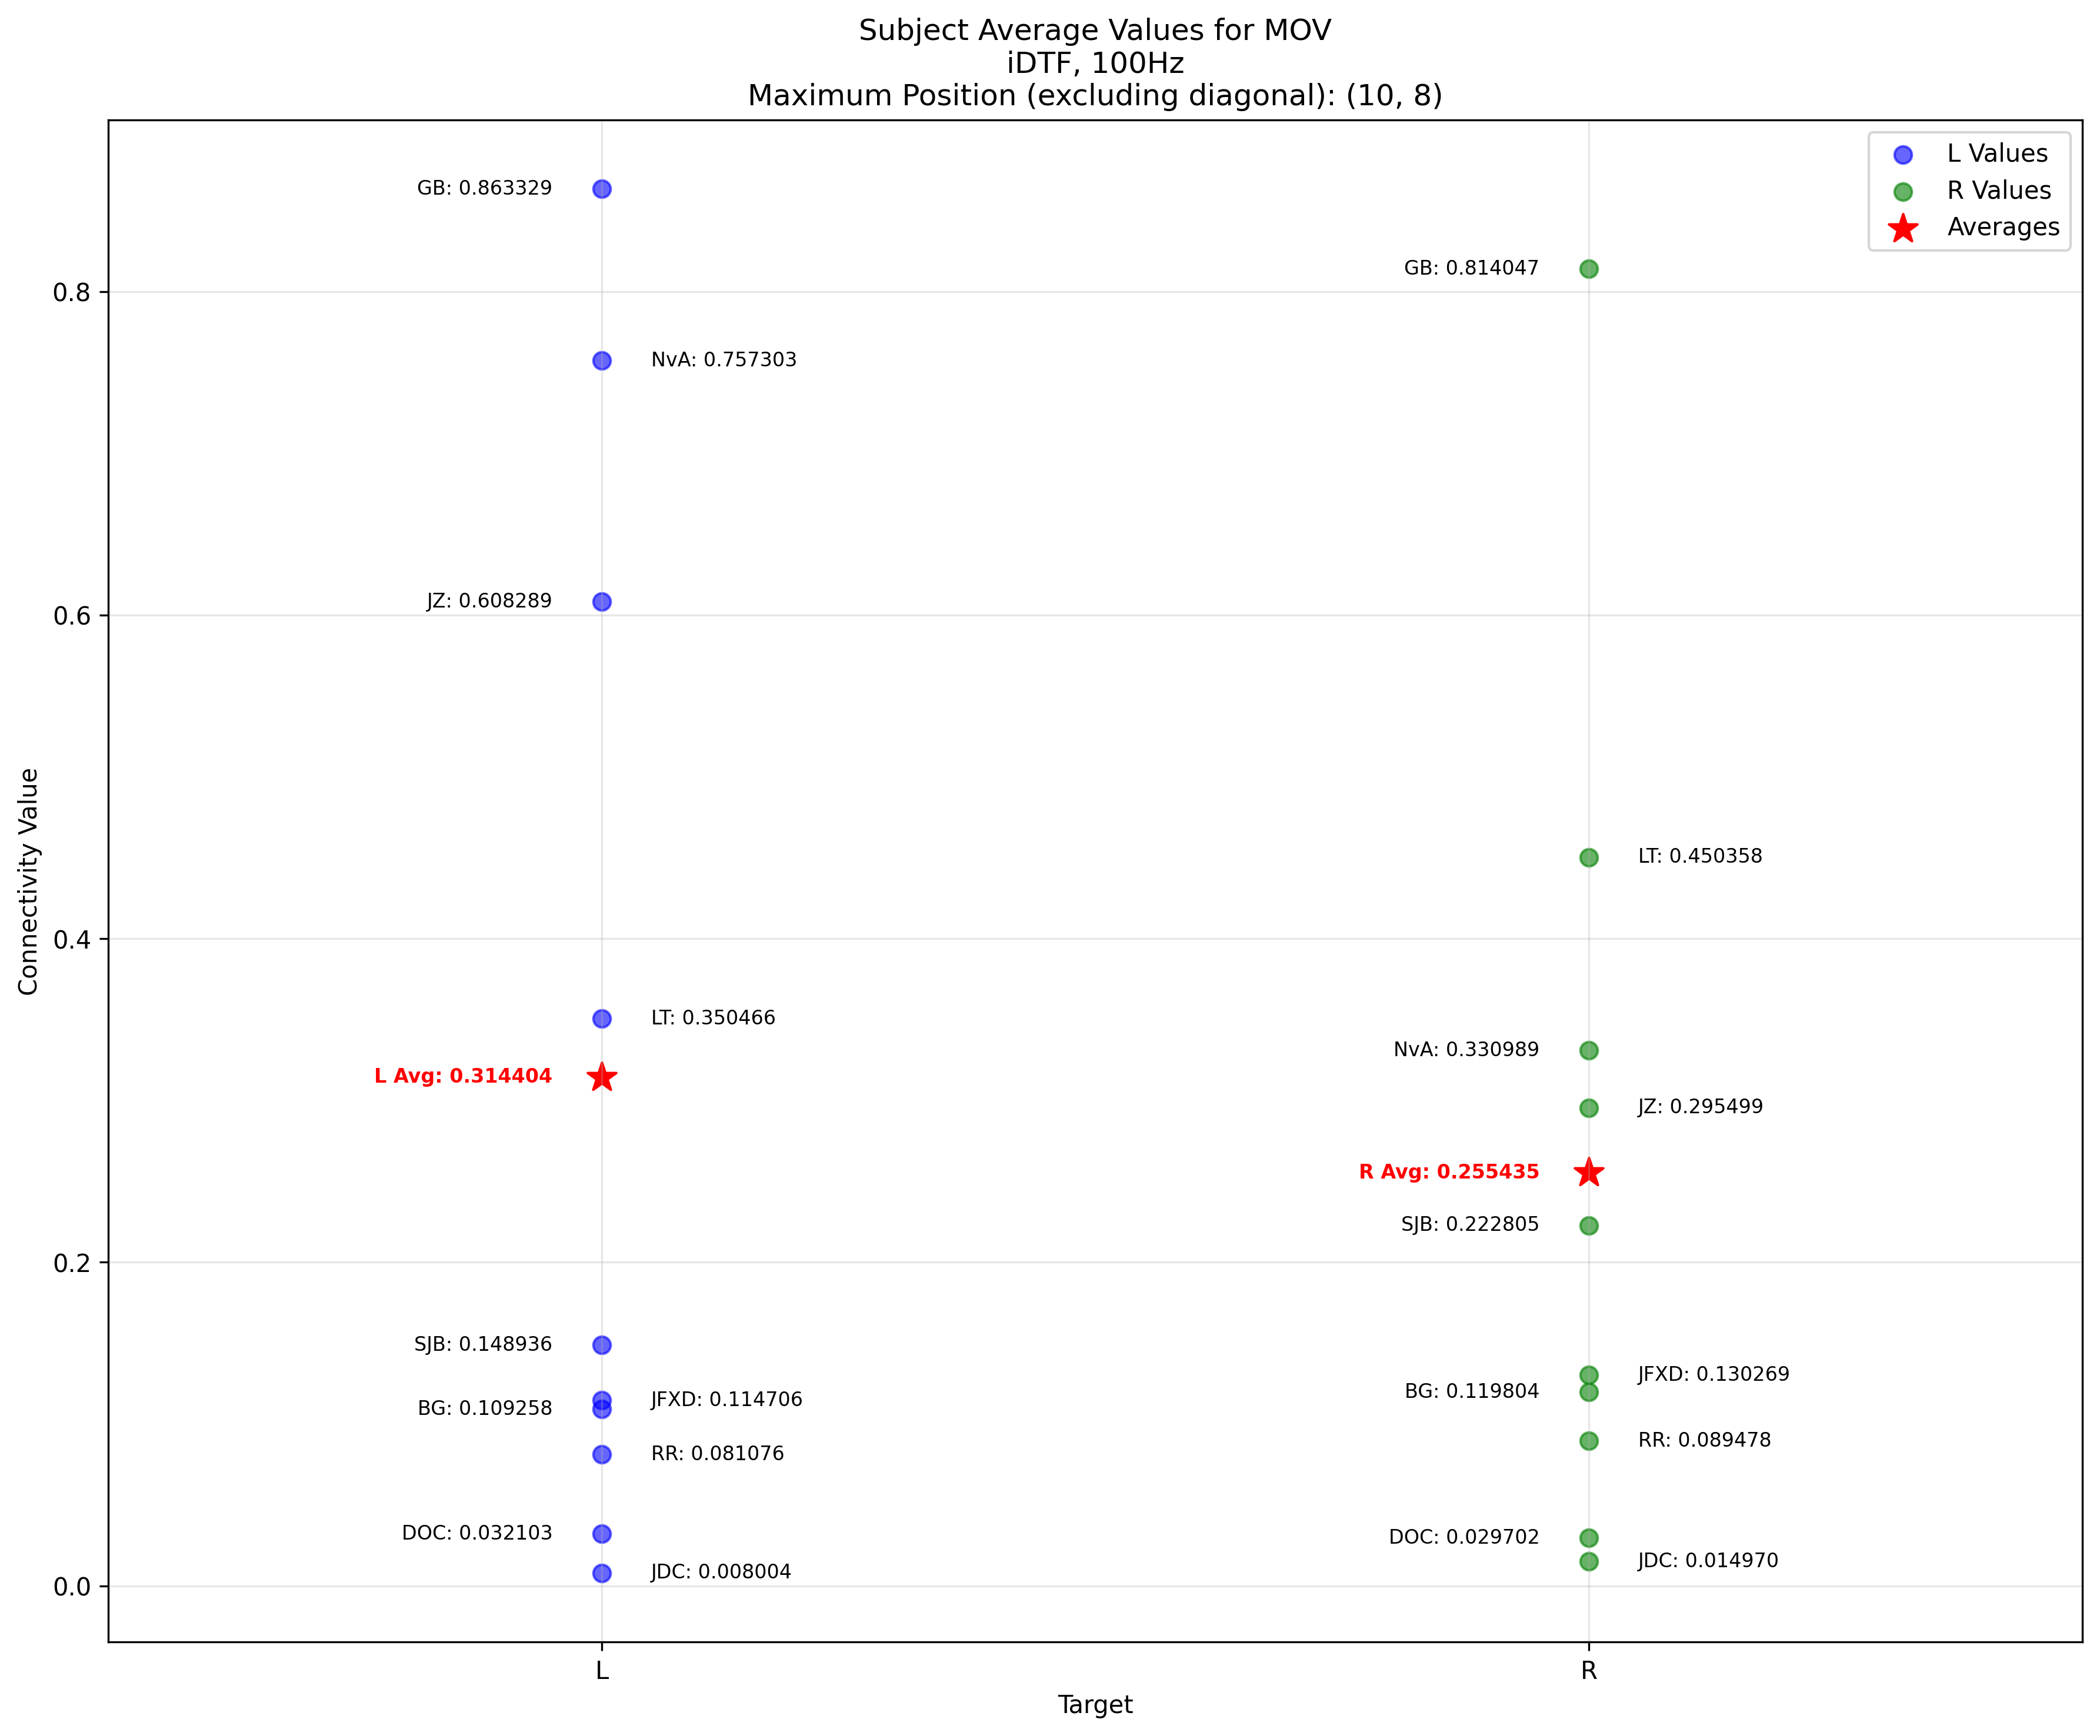 Subject Average Values for MOV
iDTF, 100Hz
Maximum Position (excluding diagonal): (10, 8)
L Values
R Values
Averages
Connectivity Value
0.8
0.6
0.4
0.2
0.0
GB: 0.863329
NvA: 0.757303
JZ: 0.608289
LT: 0.350466
L Avg: 0.314404
SJB: 0.148936
JFXD: 0.114706
BG: 0.109258
RR: 0.081076
DOC: 0.032103
JDC: 0.008004
GB: 0.814047
LT: 0.450358
NvA: 0.330989
JZ: 0.295499
R Avg: 0.255435
SJB: 0.222805
JFXD: 0.130269
BG: 0.119804
RR: 0.089478
DOC: 0.029702
JDC: 0.014970
L
R
Target